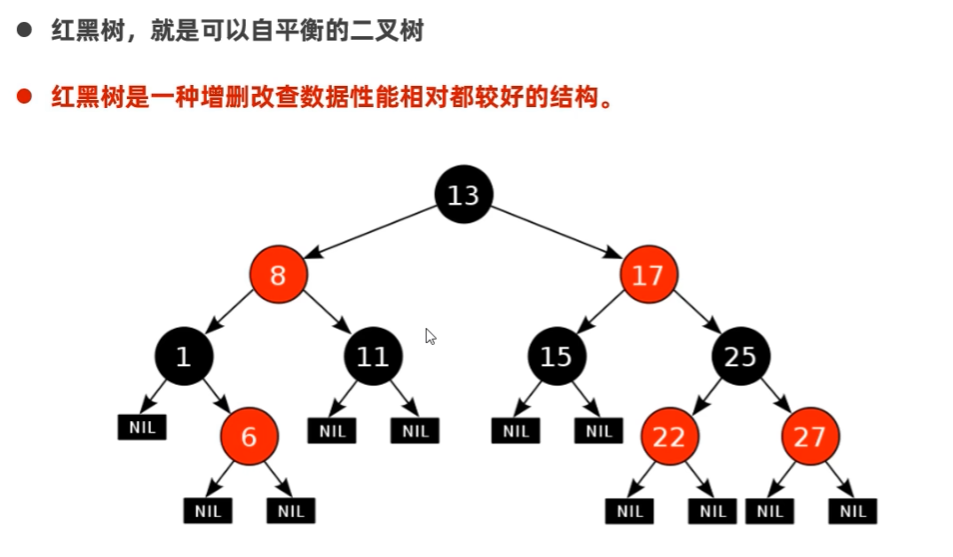 红黑树，就是可以自平衡的二叉树
红黑树是一种增删改查数据性能相对都较好的结构。
13
8 17
1 11 15 25
NIL 6 NIL NIL NIL NIL 22 27
NIL NIL NIL NIL NIL NIL